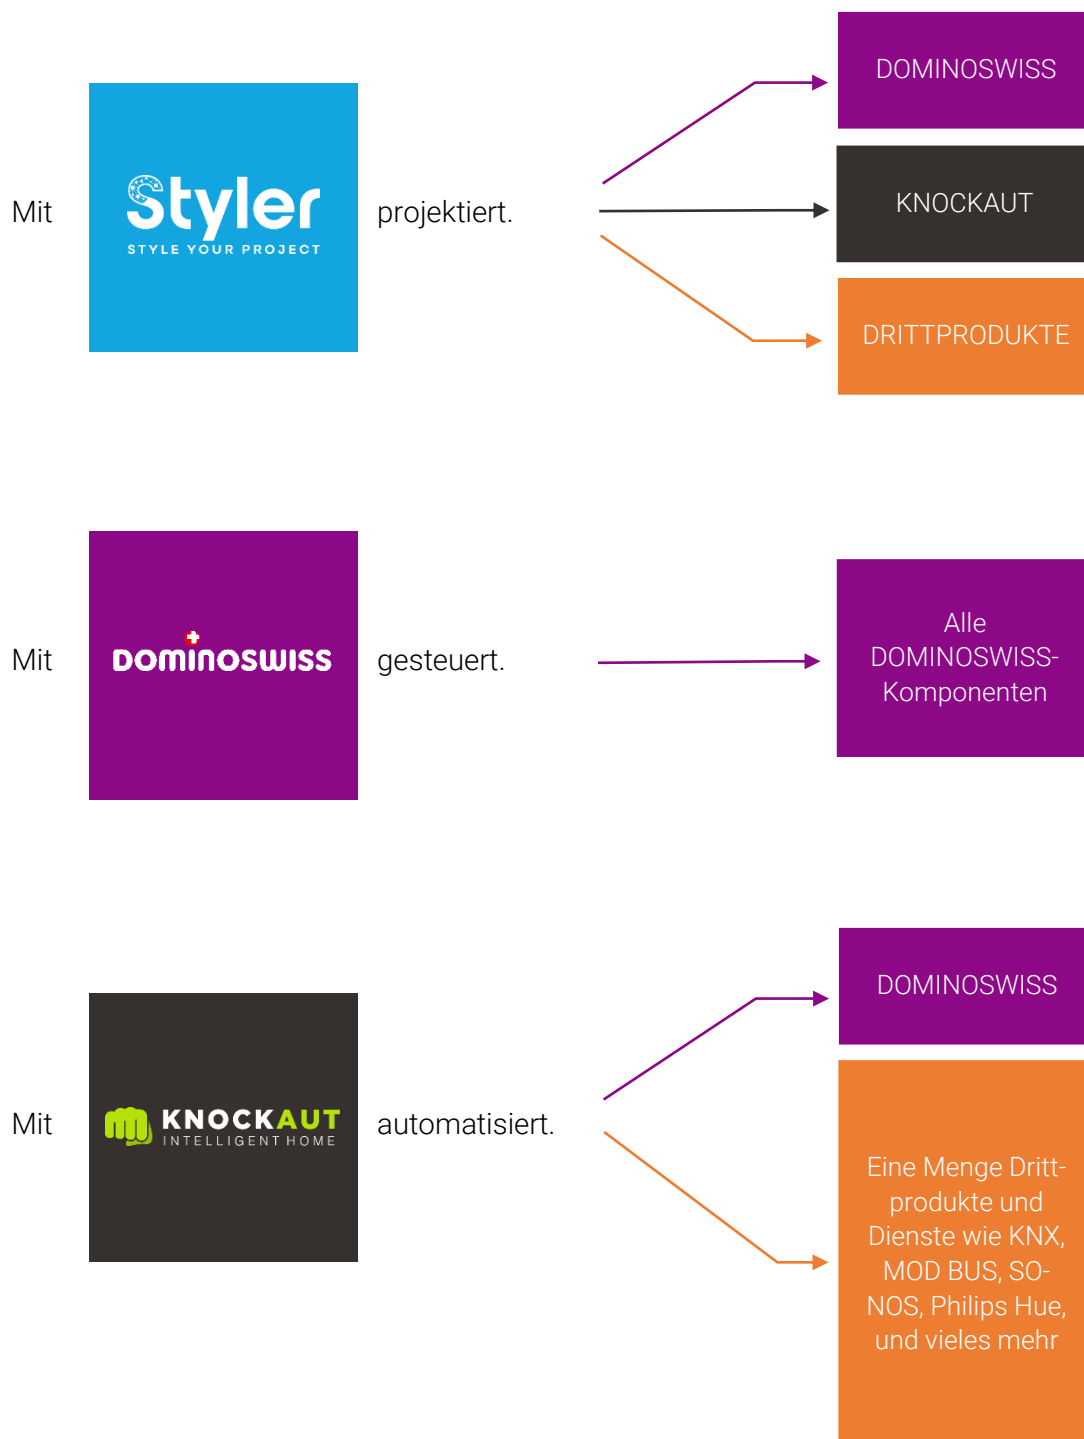 DOMINOSWISS
Mit
Styler
STYLE YOUR PROJECT
projektiert.
KNOCKAUT
DRITTPRODUKTE
Mit
DOMINOSWISS
gesteuert.
Alle
DOMINOSWISS-
Komponenten
DOMINOSWISS
Mit
KNOCKAUT
INTELLIGENT HOME
automatisiert.
Eine Menge Dritt-
produkte und
Dienste wie KNX,
MOD BUS, SO-
NOS, Philips Hue,
und vieles mehr